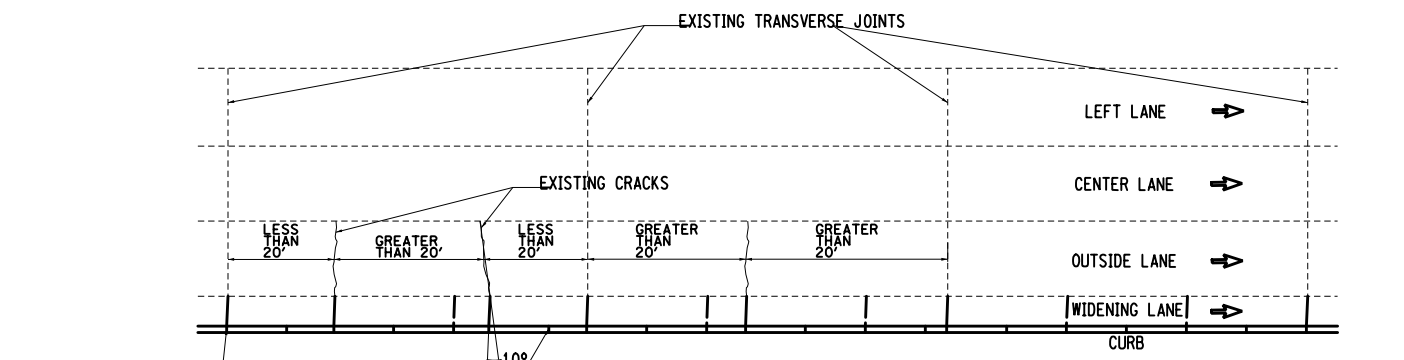 EXISTING TRANSVERSE JOINTS
LEFT LANE
EXISTING CRACKS
CENTER LANE
LESS
THAN
20'
GREATER
THAN 20'
LESS
THAN
20'
GREATER
THAN
20'
GREATER
THAN
20'
OUTSIDE LANE
WIDENING LANE
CURB
10°